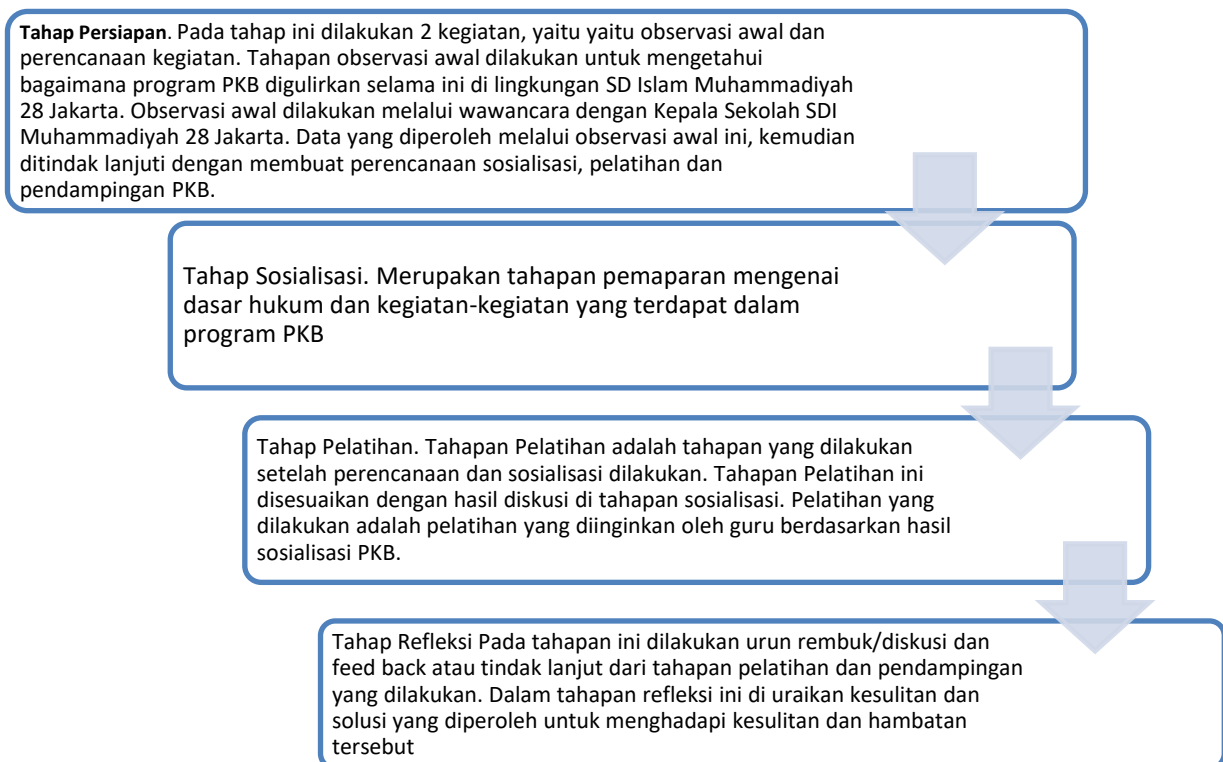 Tahap Persiapan. Pada tahap ini dilakukan 2 kegiatan, yaitu yaitu observasi awal dan
perencanaan kegiatan. Tahapan observasi awal dilakukan untuk mengetahui
bagaimana program PKB digulirkan selama ini di lingkungan SD Islam Muhammadiyah
28 Jakarta. Observasi awal dilakukan melalui wawancara dengan Kepala Sekolah SDI
Muhammadiyah 28 Jakarta. Data yang diperoleh melalui observasi awal ini, kemudian
ditindak lanjuti dengan membuat perencanaan sosialisasi, pelatihan dan
pendampingan PKB.
Tahap Sosialisasi. Merupakan tahapan pemaparan mengenai
dasar hukum dan kegiatan-kegiatan yang terdapat dalam
program PKB
Tahap Pelatihan. Tahapan Pelatihan adalah tahapan yang dilakukan
setelah perencanaan dan sosialisasi dilakukan. Tahapan Pelatihan ini
disesuaikan dengan hasil diskusi di tahapan sosialisasi. Pelatihan yang
dilakukan adalah pelatihan yang diinginkan oleh guru berdasarkan hasil
sosialisasi PKB.
Tahap Refleksi Pada tahapan ini dilakukan urun rembuk/diskusi dan
feed back atau tindak lanjut dari tahapan pelatihan dan pendampingan
yang dilakukan. Dalam tahapan refleksi ini di uraikan kesulitan dan
solusi yang diperoleh untuk menghadapi kesulitan dan hambatan
tersebut